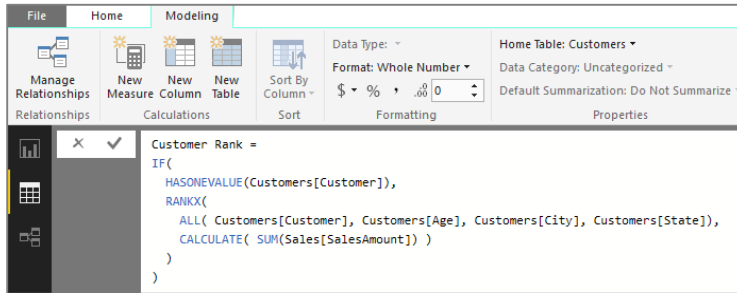 File Home Modeling
Data Type:
Home Table: Customers
Manage Relationships
New Measure
New Column
New Table
Sort By Column
Format: Whole Number
Data Category: Uncategorized
$ % , .00 0
Default Summarization: Do Not Summarize
Relationships Calculations Sort Formatting Properties
Customer Rank =
IF(
HASONEVALUE(Customers[Customer]),
RANKX(
ALL( Customers[Customer], Customers[Age], Customers[City], Customers[State]),
CALCULATE( SUM(Sales[SalesAmount]) )
)
)